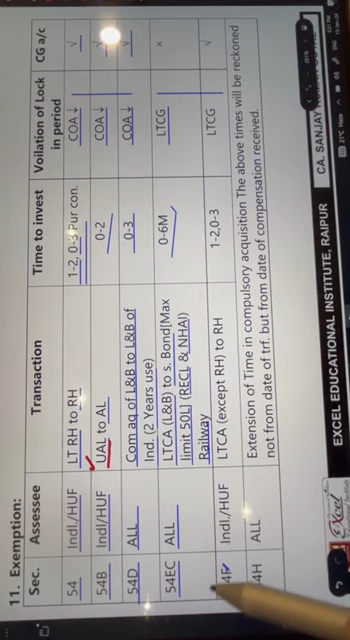 11. Exemption:
Sec. Assessee Transaction Time to Invest Voilation of Lock in period CG a/c
54 Indl./HUF LT RH to RH 1-2, 0-3 Pur con. COA ↓ √
54B Indl/HUF UAL to AL 0-2 COA ↓ √
54D ALL Com aq of L&B to L&B of Ind. (2 Years use) 0-3 COA ↓ √
54EC ALL LTCA (L&B) to s. Bond[Max limit 50L] (RECL & NHAI) Railway 0-6M LTCG ×
4F Indl./HUF LTCA (except RH) to RH 1-2,0-3 LTCG √
4H ALL Extension of Time in compulsory acquisition The above times will be reckoned
not from date of trf. but from date of compensation received.
Excel
EXCEL EDUCATIONAL INSTITUTE, RAIPUR
CA. SANJAY